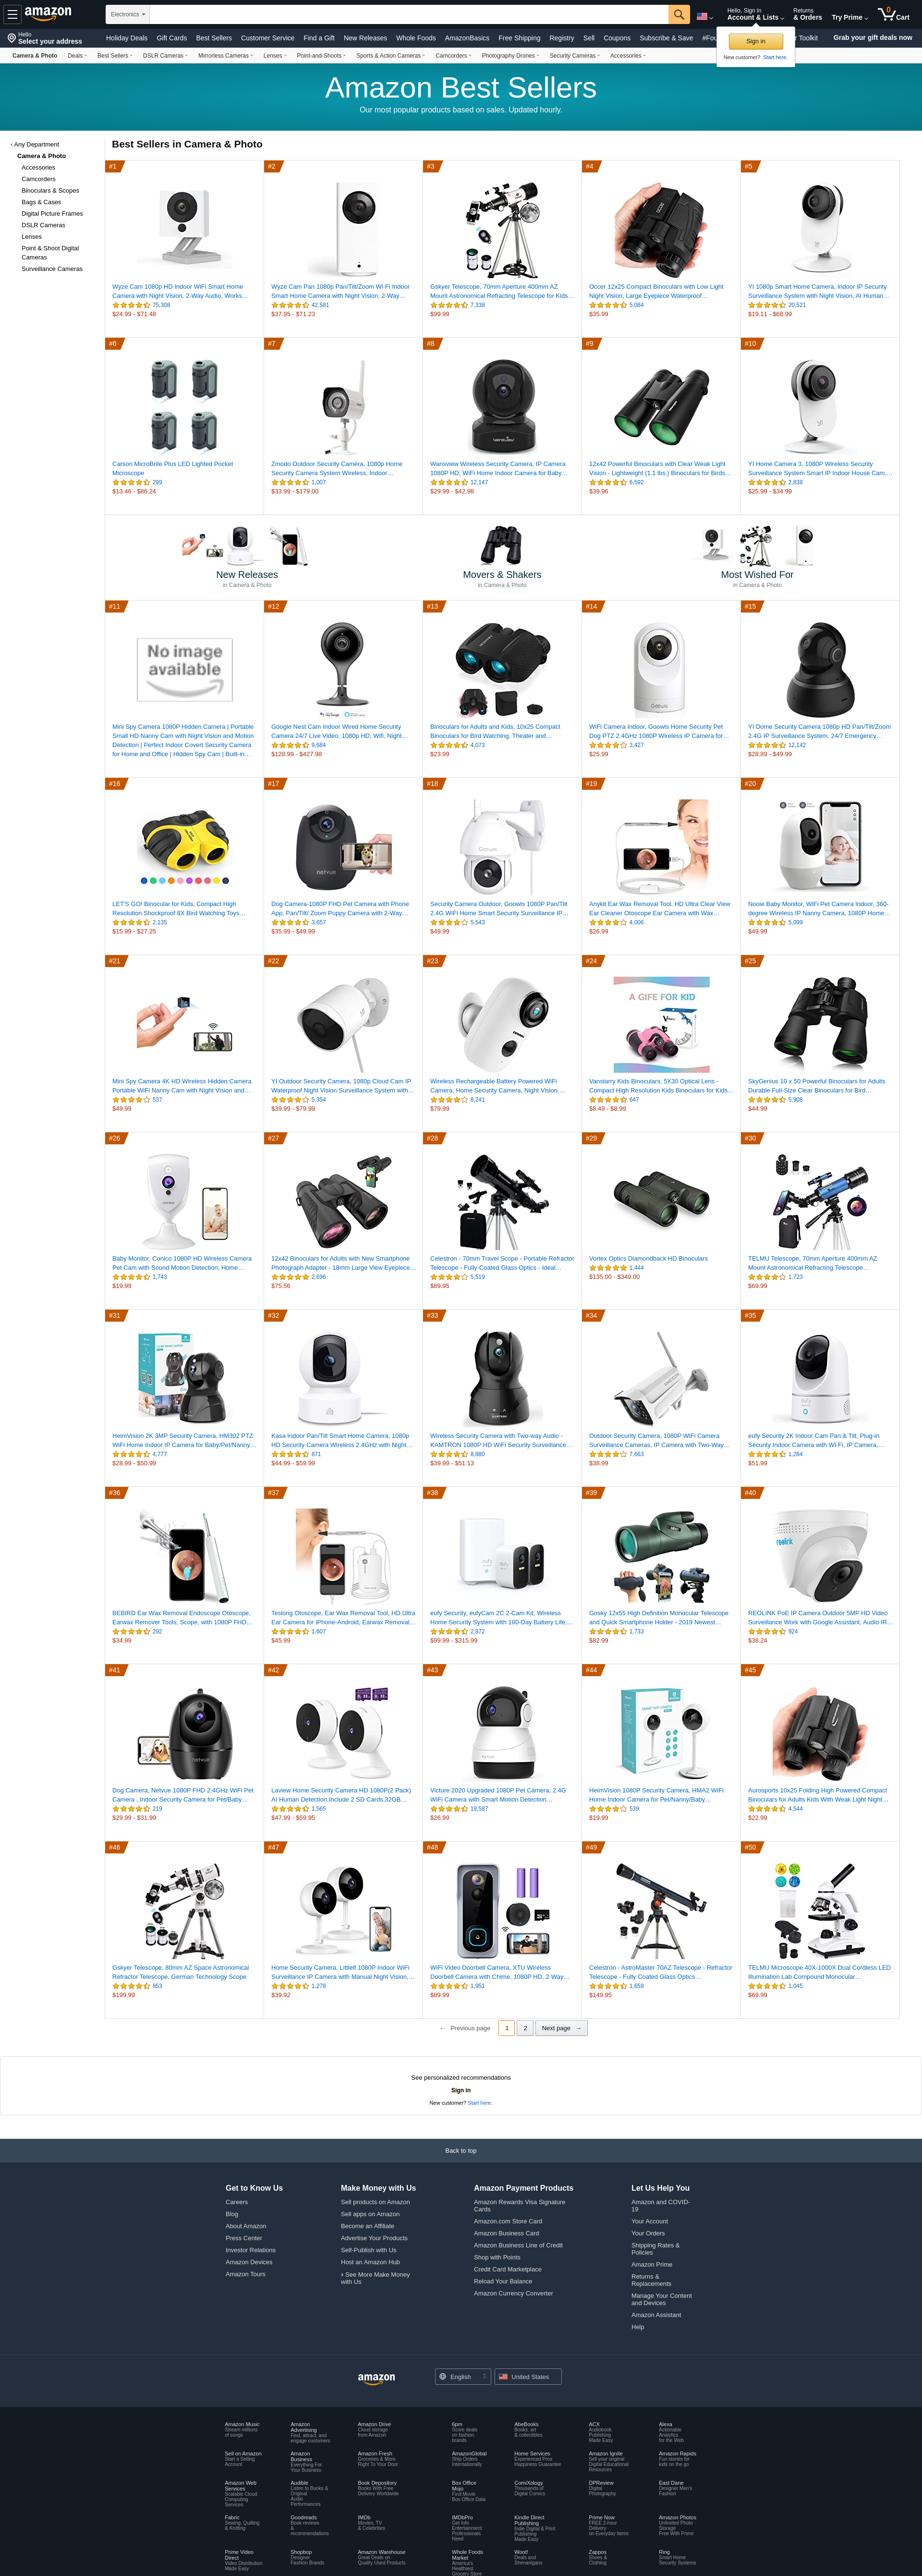 Hello
Select your address
amazon
Electronics
Hello, Sign in
Account & Lists
Returns
& Orders
Try Prime
0
Cart
Holiday Deals Gift Cards Best Sellers Customer Service Find a Gift New Releases Whole Foods AmazonBasics Free Shipping Registry Sell Coupons Subscribe & Save
Toolkit
Grab your gift deals now
Sign in
New customer? Start here.
Camera & Photo Deals Best Sellers DSLR Cameras Mirrorless Cameras Lenses Point-and-Shoots Sports & Action Cameras Camcorders Photography Drones Security Cameras Accessories
Amazon Best Sellers
Our most popular products based on sales. Updated hourly.
‹ Any Department
Camera & Photo
Accessories
Camcorders
Binoculars & Scopes
Bags & Cases
Digital Picture Frames
DSLR Cameras
Lenses
Point & Shoot Digital
Cameras
Surveillance Cameras
Best Sellers in Camera & Photo
#1
Wyze Cam 1080p HD Indoor WiFi Smart Home
Camera with Night Vision, 2-Way Audio, Works…
75,308
$24.99 - $71.48
#2
Wyze Cam Pan 1080p Pan/Tilt/Zoom Wi-Fi Indoor
Smart Home Camera with Night Vision, 2-Way…
42,581
$37.95 - $71.23
#3
Gskyer Telescope, 70mm Aperture 400mm AZ
Mount Astronomical Refracting Telescope for Kids…
7,338
$99.99
#4
Occer 12x25 Compact Binoculars with Low Light
Night Vision, Large Eyepiece Waterproof…
5,084
$35.99
#5
YI 1080p Smart Home Camera, Indoor IP Security
Surveillance System with Night Vision, AI Human…
20,521
$19.11 - $68.99
#6
Carson MicroBrite Plus LED Lighted Pocket
Microscope
299
$13.46 - $86.24
#7
Zmodo Outdoor Security Camera, 1080p Home
Security Camera System Wireless, Indoor…
1,007
$33.99 - $179.00
#8
Wansview Wireless Security Camera, IP Camera
1080P HD, WiFi Home Indoor Camera for Baby…
12,147
$29.99 - $42.98
#9
12x42 Powerful Binoculars with Clear Weak Light
Vision - Lightweight (1.1 lbs.) Binoculars for Birds…
6,592
$39.96
#10
YI Home Camera 3, 1080P Wireless Security
Surveillance System Smart IP Indoor House Cam,…
2,838
$25.99 - $34.99
New Releases
in Camera & Photo
Movers & Shakers
in Camera & Photo
Most Wished For
in Camera & Photo
#11
No image
available
Mini Spy Camera 1080P Hidden Camera | Portable
Small HD Nanny Cam with Night Vision and Motion
Detection | Perfect Indoor Covert Security Camera
for Home and Office | Hidden Spy Cam | Built-in…
#12
Google Nest Cam Indoor Wired Home Security
Camera 24/7 Live Video, 1080p HD, Wifi, Night…
9,684
$128.99 - $427.98
#13
Binoculars for Adults and Kids, 10x25 Compact
Binoculars for Bird Watching, Theater and…
4,073
$23.99
#14
WiFi Camera Indoor, Goowls Home Security Pet
Dog PTZ 2.4GHz 1080P Wireless IP Camera for…
3,427
$25.99
#15
YI Dome Security Camera 1080p HD Pan/Tilt/Zoom
2.4G IP Surveillance System, 24/7 Emergency…
12,142
$28.89 - $49.99
#16
LET'S GO! Binocular for Kids, Compact High
Resolution Shockproof 8X Bird Watching Toys…
2,135
$15.99 - $27.25
#17
netvue
Dog Camera-1080P FHD Pet Camera with Phone
App, Pan/Tilt/ Zoom Puppy Camera with 2-Way…
3,657
$35.99 - $49.99
#18
Security Camera Outdoor, Goowls 1080P Pan/Tilt
2.4G WiFi Home Smart Security Surveillance IP…
5,543
$49.99
#19
Anykit Ear Wax Removal Tool, HD Ultra Clear View
Ear Cleaner Otoscope Ear Camera with Wax…
4,006
$26.99
#20
Nooie Baby Monitor, WiFi Pet Camera Indoor, 360-
degree Wireless IP Nanny Camera, 1080P Home…
5,099
$49.99
#21
Mini Spy Camera 4K HD Wireless Hidden Camera
Portable WiFi Nanny Cam with Night Vision and…
537
$49.99
#22
YI Outdoor Security Camera, 1080p Cloud Cam IP
Waterproof Night Vision Surveillance System with…
5,354
$39.99 - $79.99
#23
Wireless Rechargeable Battery Powered WiFi
Camera, Home Security Camera, Night Vision,…
8,241
$79.99
#24
A GIFE FOR KID
Vanstarry Kids Binoculars, 5X30 Optical Lens -
Compact High Resolution Kids Binoculars for Kids…
647
$8.49 - $8.99
#25
SkyGenius 10 x 50 Powerful Binoculars for Adults
Durable Full-Size Clear Binoculars for Bird…
5,908
$44.99
#26
Baby Monitor, Conico 1080P HD Wireless Camera
Pet Cam with Sound Motion Detection, Home…
1,743
$19.99
#27
12x42 Binoculars for Adults with New Smartphone
Photograph Adapter - 18mm Large View Eyepiece…
2,696
$75.56
#28
Celestron - 70mm Travel Scope - Portable Refractor
Telescope - Fully-Coated Glass Optics - Ideal…
5,519
$89.95
#29
Vortex Optics Diamondback HD Binoculars
1,444
$135.00 - $349.00
#30
TELMU Telescope, 70mm Aperture 400mm AZ
Mount Astronomical Refracting Telescope…
1,723
$69.99
#31
HeimVision 2K 3MP Security Camera, HM302 PTZ
WiFi Home Indoor IP Camera for Baby/Pet/Nanny…
4,777
$28.99 - $50.99
#32
Kasa Indoor Pan/Tilt Smart Home Camera, 1080p
HD Security Camera Wireless 2.4GHz with Night…
871
$44.99 - $59.99
#33
Wireless Security Camera with Two-way Audio -
KAMTRON 1080P HD WiFi Security Surveillance…
8,880
$39.99 - $51.13
#34
Outdoor Security Camera, 1080P WiFi Camera
Surveillance Cameras, IP Camera with Two-Way…
7,663
$38.99
#35
eufy
eufy Security 2K Indoor Cam Pan & Tilt, Plug-in
Security Indoor Camera with Wi-Fi, IP Camera,…
1,284
$51.99
#36
BEBIRD Ear Wax Removal Endoscope Otoscope,
Earwax Remover Tools, Scope, with 1080P FHD…
292
$34.99
#37
Teslong Otoscope, Ear Wax Removal Tool, HD Ultra
Ear Camera for iPhone-Android, Earwax Removal…
1,607
$45.99
#38
eufy Security, eufyCam 2C 2-Cam Kit, Wireless
Home Security System with 180-Day Battery Life,…
2,872
$99.99 - $315.99
#39
Gosky 12x55 High Definition Monocular Telescope
and Quick Smartphone Holder - 2019 Newest…
1,733
$82.99
#40
reolink
REOLINK PoE IP Camera Outdoor 5MP HD Video
Surveillance Work with Google Assistant, Audio IR…
924
$38.24
#41
netvue
Dog Camera, Netvue 1080P FHD 2.4GHz WiFi Pet
Camera , Indoor Security Camera for Pet/Baby…
219
$29.99 - $31.99
#42
Laview Home Security Camera HD 1080P(2 Pack)
AI Human Detection,Include 2 SD Cards,32GB…
1,565
$47.99 - $59.95
#43
Victure 2020 Upgraded 1080P Pet Camera, 2.4G
WiFi Camera with Smart Motion Detection…
19,587
$26.99
#44
HeimVision 1080P Security Camera, HMA2 WiFi
Home Indoor Camera for Pet/Nanny/Baby…
539
$19.99
#45
Aurosports 10x25 Folding High Powered Compact
Binoculars for Adults Kids With Weak Light Night…
4,544
$22.99
#46
Gskyer Telescope, 80mm AZ Space Astronomical
Refractor Telescope, German Technology Scope
853
$199.99
#47
Home Security Camera, Littlelf 1080P Indoor WiFi
Surveillance IP Camera with Manual Night Vision,…
1,278
$39.92
#48
WiFi Video Doorbell Camera, XTU Wireless
Doorbell Camera with Chime, 1080P HD, 2-Way…
1,951
$89.99
#49
Celestron - AstroMaster 70AZ Telescope - Refractor
Telescope - Fully Coated Glass Optics…
1,659
$149.95
#50
TELMU Microscope 40X-1000X Dual Cordless LED
Illumination Lab Compound Monocular…
1,045
$69.99
← Previous page 1 2 Next page →
See personalized recommendations
Sign in
New customer? Start here.
Back to top
Get to Know Us
Careers
Blog
About Amazon
Press Center
Investor Relations
Amazon Devices
Amazon Tours
Make Money with Us
Sell products on Amazon
Sell apps on Amazon
Become an Affiliate
Advertise Your Products
Self-Publish with Us
Host an Amazon Hub
› See More Make Money
with Us
Amazon Payment Products
Amazon Rewards Visa Signature
Cards
Amazon.com Store Card
Amazon Business Card
Amazon Business Line of Credit
Shop with Points
Credit Card Marketplace
Reload Your Balance
Amazon Currency Converter
Let Us Help You
Amazon and COVID-
19
Your Account
Your Orders
Shipping Rates &
Policies
Amazon Prime
Returns &
Replacements
Manage Your Content
and Devices
Amazon Assistant
Help
amazon
English
United States
Amazon Music
Stream millions
of songs
Amazon
Advertising
Find, attract, and
engage customers
Amazon Drive
Cloud storage
from Amazon
6pm
Score deals
on fashion
brands
AbeBooks
Books, art
& collectibles
ACX
Audiobook
Publishing
Made Easy
Alexa
Actionable
Analytics
for the Web
Sell on Amazon
Start a Selling
Account
Amazon
Business
Everything For
Your Business
Amazon Fresh
Groceries & More
Right To Your Door
AmazonGlobal
Ship Orders
Internationally
Home Services
Experienced Pros
Happiness Guarantee
Amazon Ignite
Sell your original
Digital Educational
Resources
Amazon Rapids
Fun stories for
kids on the go
Amazon Web
Services
Scalable Cloud
Computing
Services
Audible
Listen to Books &
Original
Audio
Performances
Book Depository
Books With Free
Delivery Worldwide
Box Office
Mojo
Find Movie
Box Office Data
ComiXology
Thousands of
Digital Comics
DPReview
Digital
Photography
East Dane
Designer Men's
Fashion
Fabric
Sewing, Quilting
& Knitting
Goodreads
Book reviews
&
recommendations
IMDb
Movies, TV
& Celebrities
IMDbPro
Get Info
Entertainment
Professionals
Need
Kindle Direct
Publishing
Indie Digital & Print
Publishing
Made Easy
Prime Now
FREE 2-hour
Delivery
on Everyday Items
Amazon Photos
Unlimited Photo
Storage
Free With Prime
Prime Video
Direct
Video Distribution
Made Easy
Shopbop
Designer
Fashion Brands
Amazon Warehouse
Great Deals on
Quality Used Products
Whole Foods
Market
America's
Healthiest
Grocery Store
Woot!
Deals and
Shenanigans
Zappos
Shoes &
Clothing
Ring
Smart Home
Security Systems